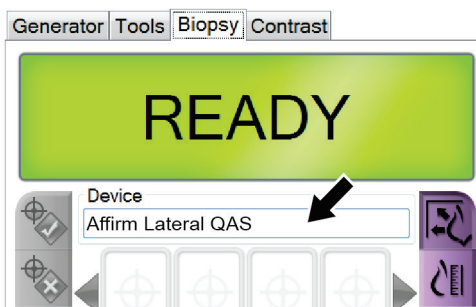 Generator Tools Biopsy Contrast
READY
Device
Affirm Lateral QAS